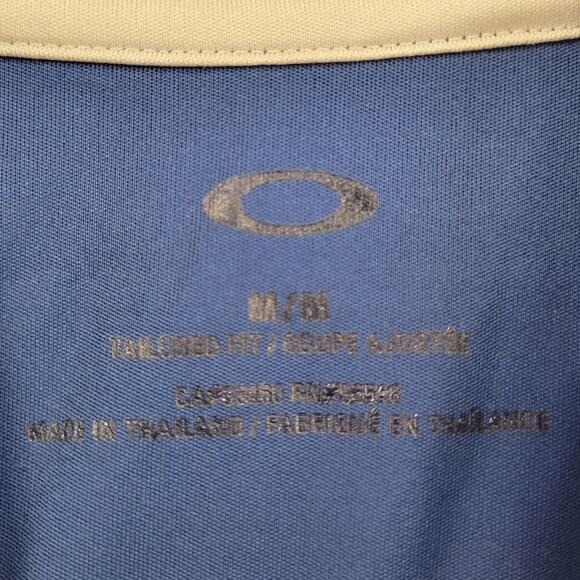 M / M
TAILORED FIT / COUPE AJUSTÉE
MADE IN THAILAND / FABRIQUÉ EN THAÏLANDE